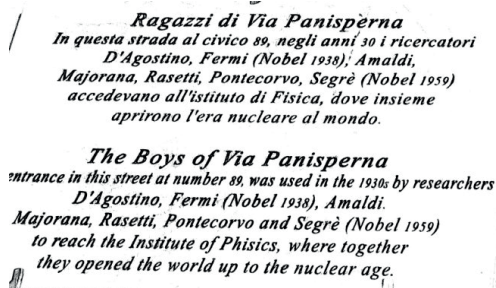 Ragazzi di Via Panisperna
In questa strada al civico 89, negli anni 30 i ricercatori
D'Agostino, Fermi (Nobel 1938), Amaldi,
Majorana, Rasetti, Pontecorvo, Segrè (Nobel 1959)
accedevano all'istituto di Fisica, dove insieme
aprirono l'era nucleare al mondo.
The Boys of Via Panisperna
entrance in this street at number 89, was used in the 1930s by researchers
D'Agostino, Fermi (Nobel 1938), Amaldi.
Majorana, Rasetti, Pontecorvo and Segrè (Nobel 1959)
to reach the Institute of Phisics, where together
they opened the world up to the nuclear age.